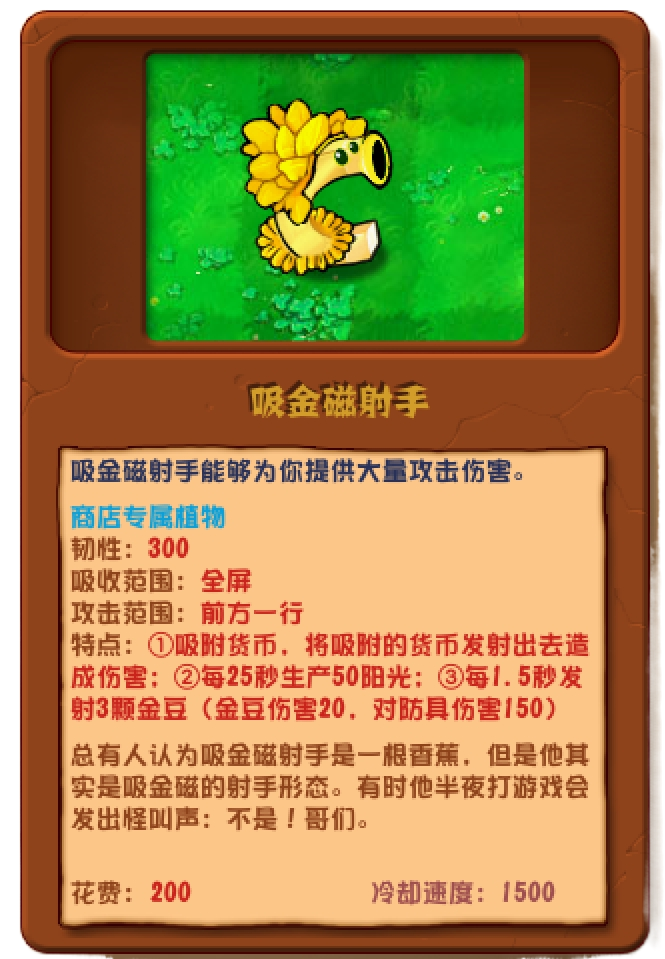 吸金磁射手
吸金磁射手能够为你提供大量攻击伤害。
商店专属植物
韧性：300
吸收范围：全屏
攻击范围：前方一行
特点：①吸附货币，将吸附的货币发射出去造
成伤害；②每25秒生产50阳光；③每1.5秒发
射3颗金豆（金豆伤害20，对防具伤害150）
总有人认为吸金磁射手是一根香蕉，但是他其
实是吸金磁的射手形态。有时他半夜打游戏会
发出怪叫声：不是！哥们。
花费：200 冷却速度：1500